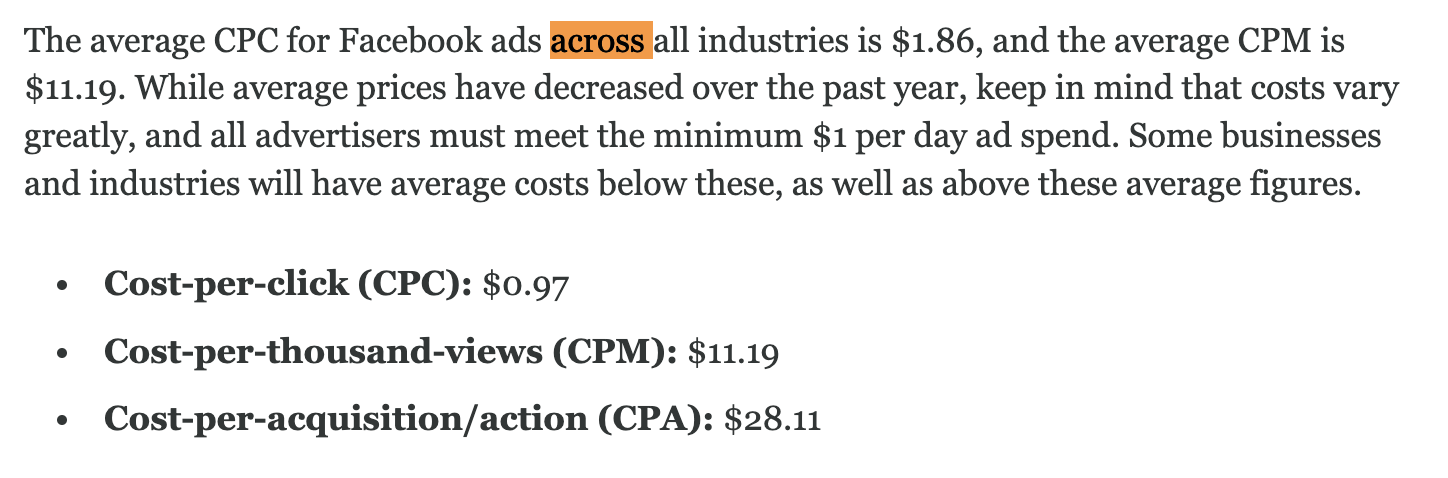 The average CPC for Facebook ads across all industries is $1.86, and the average CPM is
$11.19. While average prices have decreased over the past year, keep in mind that costs vary
greatly, and all advertisers must meet the minimum $1 per day ad spend. Some businesses
and industries will have average costs below these, as well as above these average figures.
• Cost-per-click (CPC): $0.97
• Cost-per-thousand-views (CPM): $11.19
• Cost-per-acquisition/action (CPA): $28.11